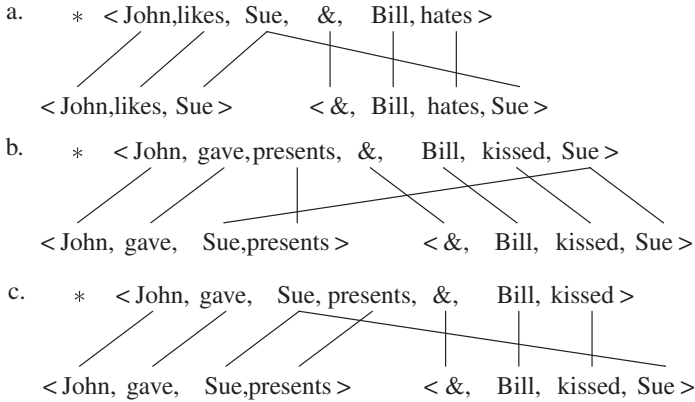 a. * < John,likes, Sue, &, Bill, hates >
< John,likes, Sue > < &, Bill, hates, Sue >
b. * < John, gave,presents, &, Bill, kissed, Sue >
< John, gave, Sue,presents > < &, Bill, kissed, Sue >
c. * < John, gave, Sue, presents, &, Bill, kissed >
< John, gave, Sue,presents > < &, Bill, kissed, Sue >